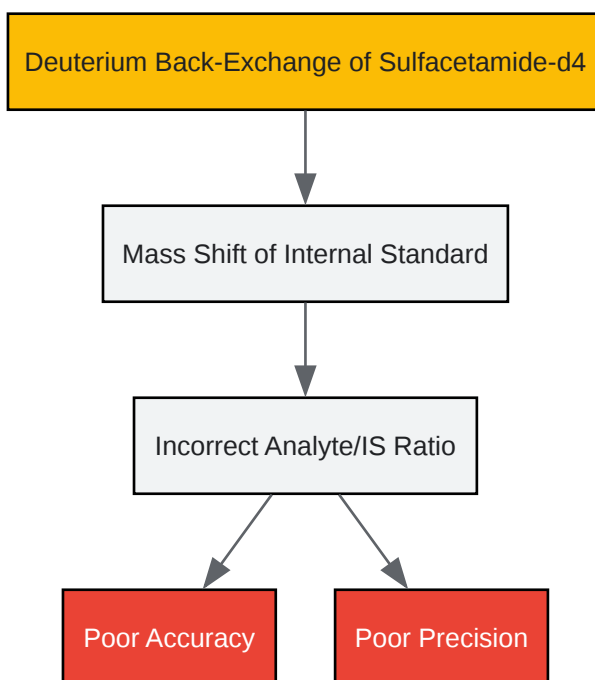 Deuterium Back-Exchange of Sulfacetamide-d4
Mass Shift of Internal Standard
Incorrect Analyte/IS Ratio
Poor Accuracy
Poor Precision